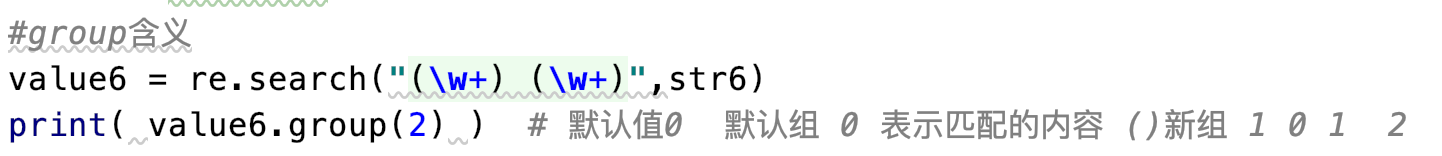 #group含义
value6 = re.search("(\w+) (\w+)",str6)
print( value6.group(2) )  # 默认值0  默认组 0 表示匹配的内容 ()新组 1 0 1  2